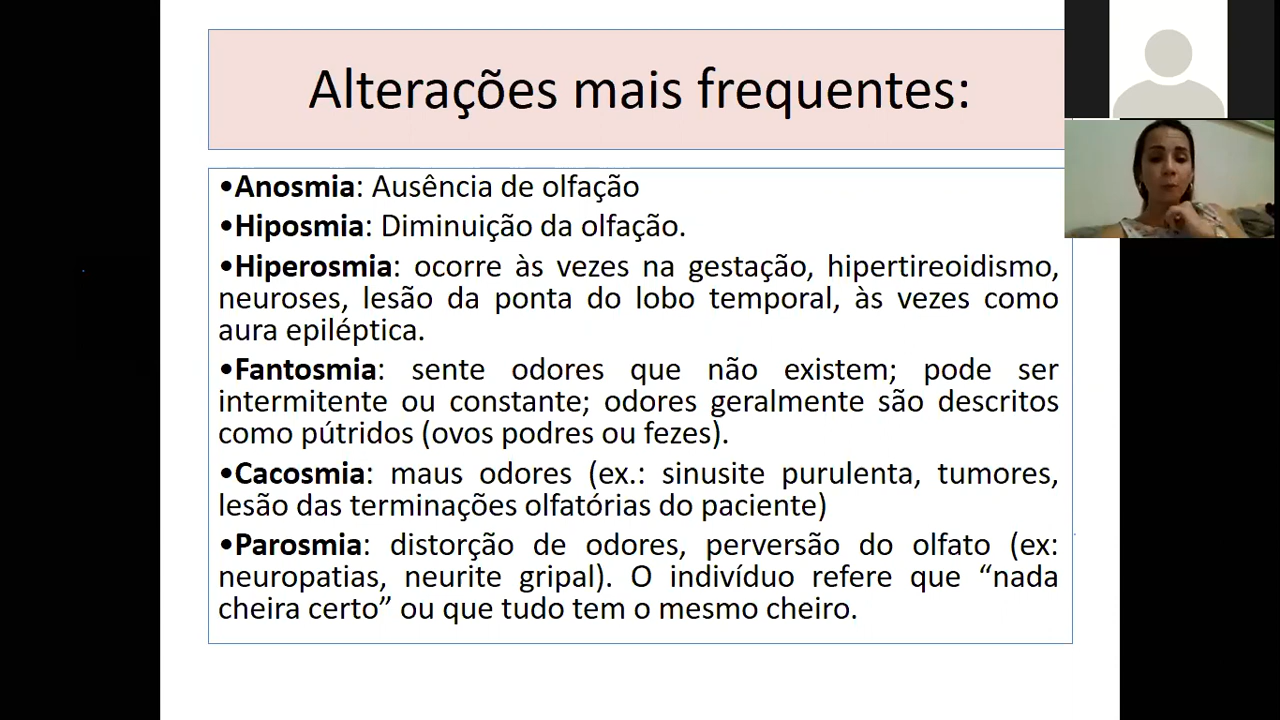 Alterações mais frequentes:
•Anosmia: Ausência de olfação
•Hiposmia: Diminuição da olfação.
•Hiperosmia: ocorre às vezes na gestação, hipertireoidismo,
neuroses, lesão da ponta do lobo temporal, às vezes como
aura epiléptica.
•Fantosmia: sente odores que não existem; pode ser
intermitente ou constante; odores geralmente são descritos
como pútridos (ovos podres ou fezes).
•Cacosmia: maus odores (ex.: sinusite purulenta, tumores,
lesão das terminações olfatórias do paciente)
•Parosmia: distorção de odores, perversão do olfato (ex:
neuropatias, neurite gripal). O indivíduo refere que “nada
cheira certo” ou que tudo tem o mesmo cheiro.